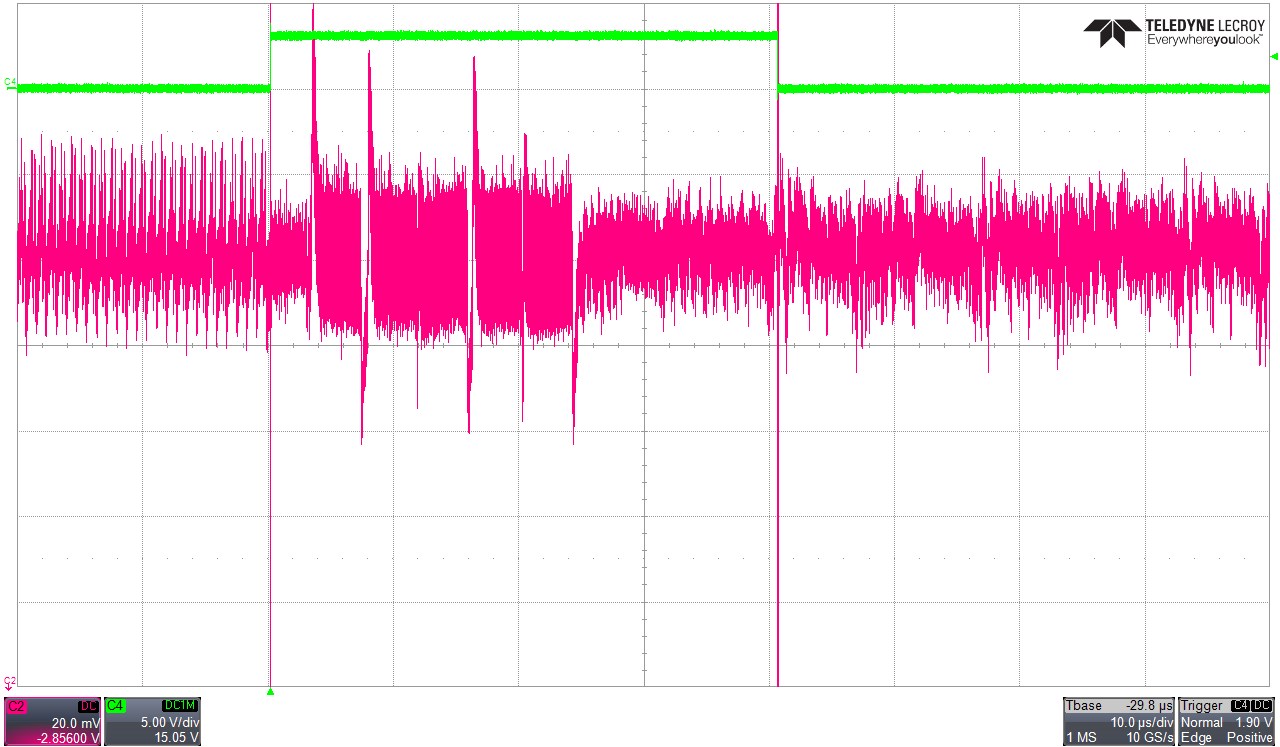 TELEDYNE LECROY
Everywhereyoulook™
C4
C2
C2 DC
20.0 mV
-2.85600 V
C4 DC1M
5.00 V/div
15.05 V
Tbase -29.8 µs
10.0 µs/div
1 MS 10 GS/s
Trigger C4 DC
Normal 1.90 V
Edge Positive